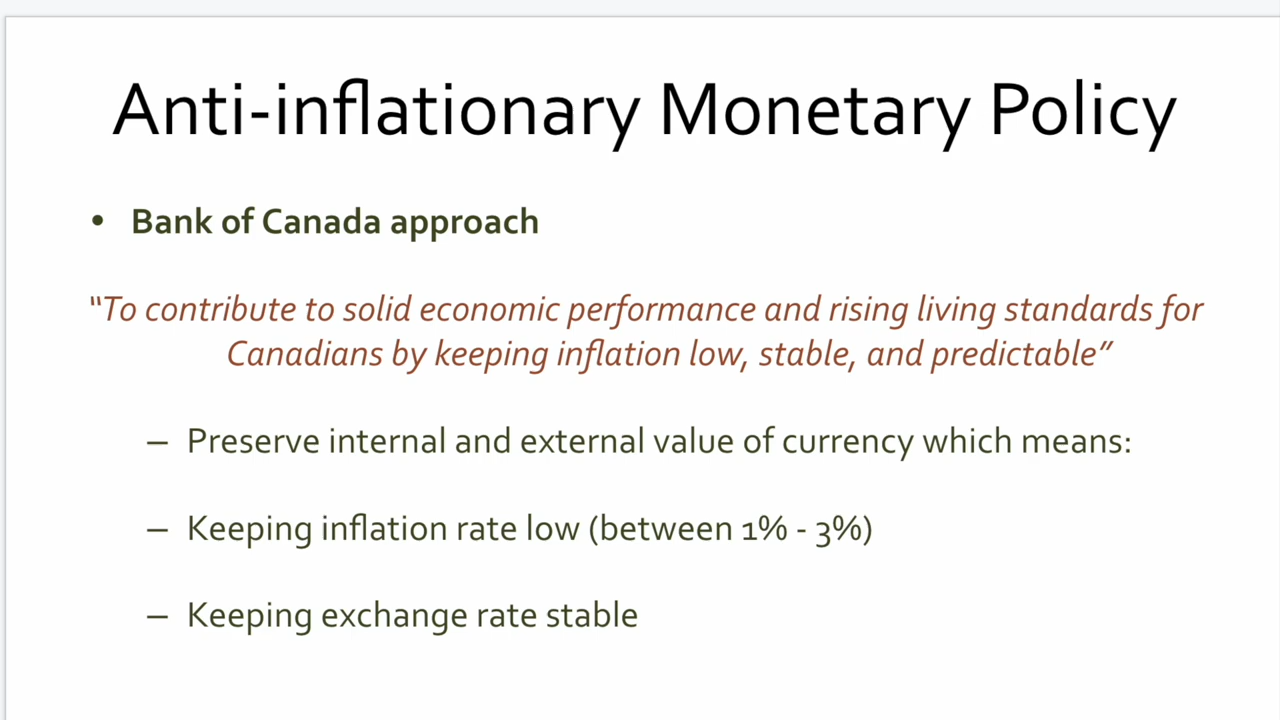 Anti-inflationary Monetary Policy
• Bank of Canada approach
“To contribute to solid economic performance and rising living standards for
Canadians by keeping inflation low, stable, and predictable”
– Preserve internal and external value of currency which means:
– Keeping inflation rate low (between 1% - 3%)
– Keeping exchange rate stable